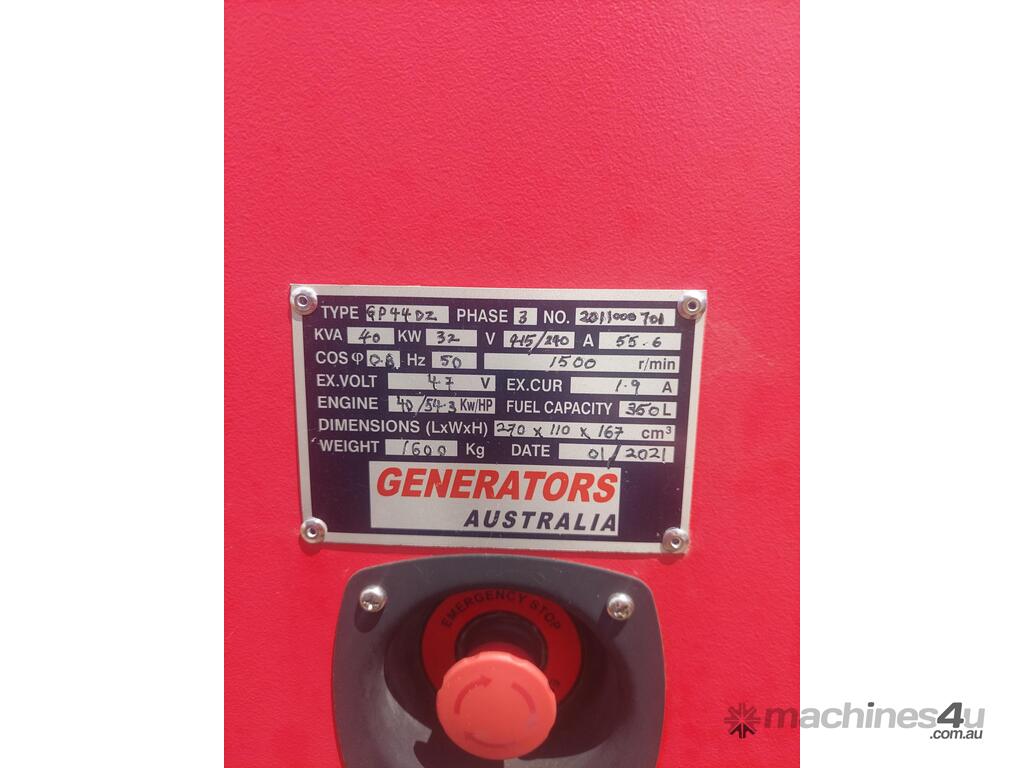 TYPE GP44DZ PHASE 3 NO. 2011000701
KVA 40 KW 32 V 415/240 A 55.6
COS φ 0.8 Hz 50 1500 r/min
EX.VOLT 47 V EX.CUR 1.9 A
ENGINE 40/54.3 Kw/HP FUEL CAPACITY 350L
DIMENSIONS (LxWxH) 270 x 110 x 167 cm³
WEIGHT 1600 Kg DATE 01/2021
GENERATORS
AUSTRALIA
EMERGENCY STOP
machines4u
.com.au